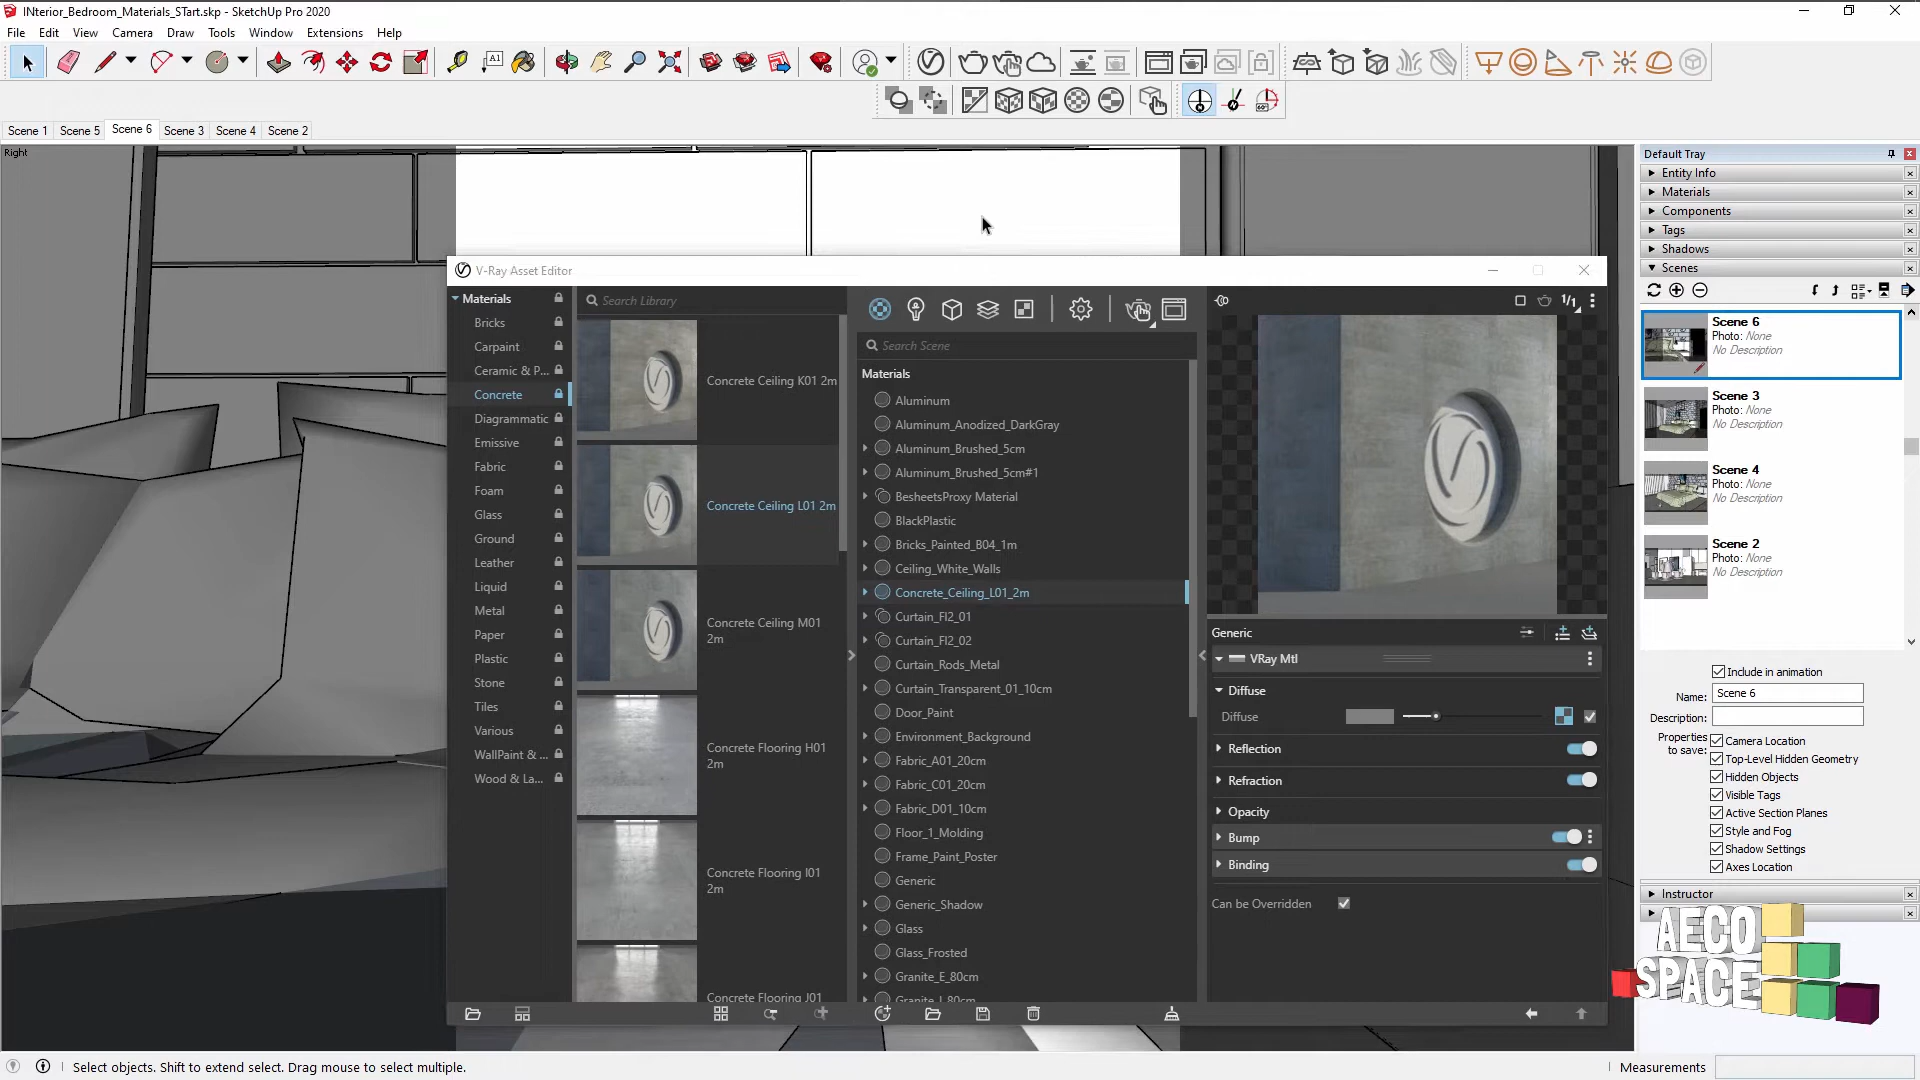 INterior_Bedroom_Materials_STart.skp - SketchUp Pro 2020
File Edit View Camera Draw Tools Window Extensions Help
A1
Scene 1 Scene 5 Scene 6 Scene 3 Scene 4 Scene 2
Right
V-Ray Asset Editor
Materials
Bricks
Carpaint
Ceramic & P...
Concrete
Diagrammatic
Emissive
Fabric
Foam
Glass
Ground
Leather
Liquid
Metal
Paper
Plastic
Stone
Tiles
Various
WallPaint & ...
Wood & La...
Search Library
Concrete Ceiling K01 2m
Concrete Ceiling L01 2m
Concrete Ceiling M01
2m
Concrete Flooring H01
2m
Concrete Flooring I01
2m
Concrete Flooring J01
Search Scene
Materials
Aluminum
Aluminum_Anodized_DarkGray
Aluminum_Brushed_5cm
Aluminum_Brushed_5cm#1
BesheetsProxy Material
BlackPlastic
Bricks_Painted_B04_1m
Ceiling_White_Walls
Concrete_Ceiling_L01_2m
Curtain_Fl2_01
Curtain_Fl2_02
Curtain_Rods_Metal
Curtain_Transparent_01_10cm
Door_Paint
Environment_Background
Fabric_A01_20cm
Fabric_C01_20cm
Fabric_D01_10cm
Floor_1_Molding
Frame_Paint_Poster
Generic
Generic_Shadow
Glass
Glass_Frosted
Granite_E_80cm
Granite_L_80cm
1/1
Generic
VRay Mtl
Diffuse
Diffuse
Reflection
Refraction
Opacity
Bump
Binding
Can be Overridden
Default Tray
Entity Info
Materials
Components
Tags
Shadows
Scenes
Scene 6
Photo: None
No Description
Scene 3
Photo: None
No Description
Scene 4
Photo: None
No Description
Scene 2
Photo: None
No Description
Include in animation
Name: Scene 6
Description:
Properties to save:
Camera Location
Top-Level Hidden Geometry
Hidden Objects
Visible Tags
Active Section Planes
Style and Fog
Shadow Settings
Axes Location
Instructor
AECO
SPACE
Select objects. Shift to extend select. Drag mouse to select multiple.
Measurements